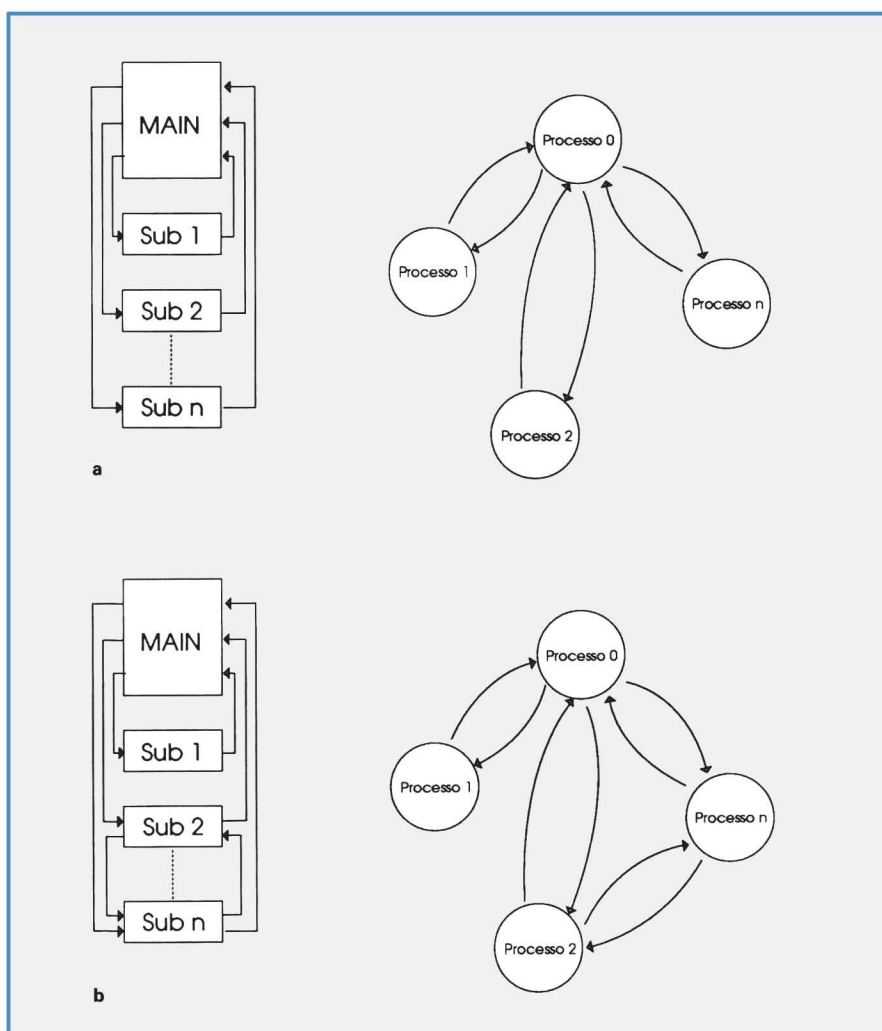 MAIN
Sub 1
Sub 2
Sub n
Processo 0
Processo 1
Processo n
Processo 2
a
MAIN
Sub 1
Sub 2
Sub n
Processo 0
Processo 1
Processo n
Processo 2
b